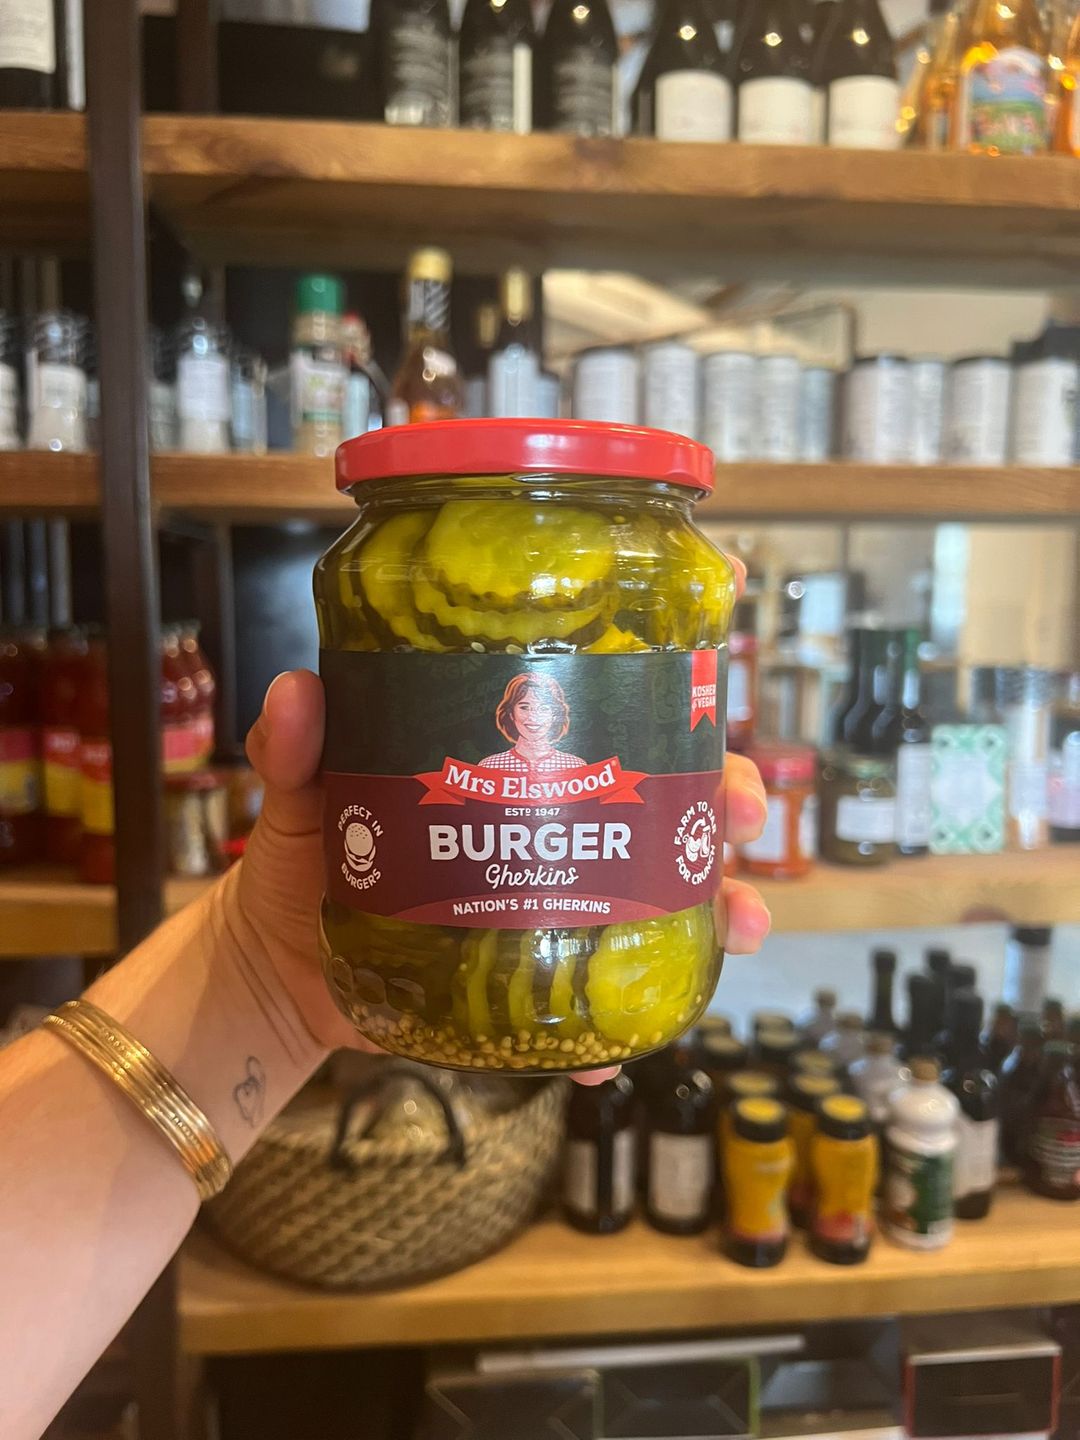 KOSHER
& VEGAN
Mrs Elswood®
ESTD 1947
BURGER
Gherkins
NATION'S #1 GHERKINS
PERFECT IN
BURGERS
FARM TO JAR
FOR CRUNCH